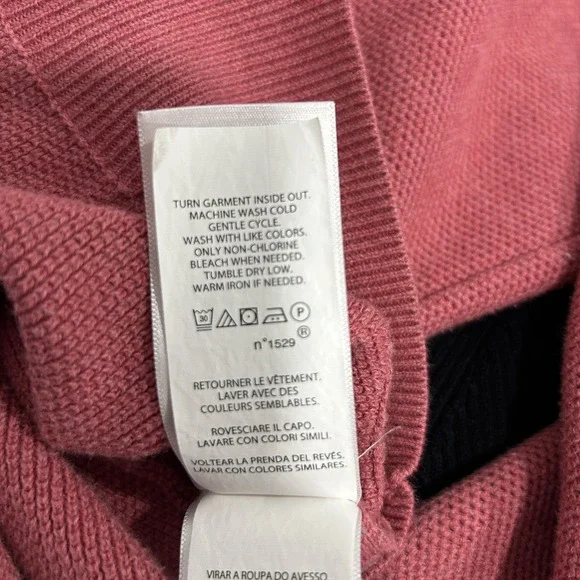 TURN GARMENT INSIDE OUT.
MACHINE WASH COLD
GENTLE CYCLE.
WASH WITH LIKE COLORS.
ONLY NON-CHLORINE
BLEACH WHEN NEEDED.
TUMBLE DRY LOW.
WARM IRON IF NEEDED.
30 P
®
n°1529
RETOURNER LE VÊTEMENT.
LAVER AVEC DES
COULEURS SEMBLABLES.
ROVESCIARE IL CAPO.
LAVARE CON COLORI SIMILI.
VOLTEAR LA PRENDA DEL REVÉS.
LAVAR CON COLORES SIMILARES.
VIRAR A ROUPA DO AVESSO